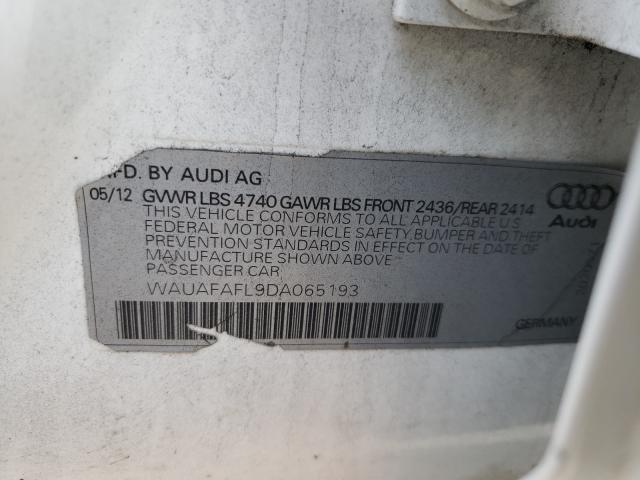 MFD. BY AUDI AG
05/12 GVWR LBS 4740 GAWR LBS FRONT 2436/REAR 2414
THIS VEHICLE CONFORMS TO ALL APPLICABLE U.S.
FEDERAL MOTOR VEHICLE SAFETY, BUMPER AND THEFT
PREVENTION STANDARDS IN EFFECT ON THE DATE OF
MANUFACTURE SHOWN ABOVE.
PASSENGER CAR
WAUAFAFL9DA065193
Audi
GERMANY